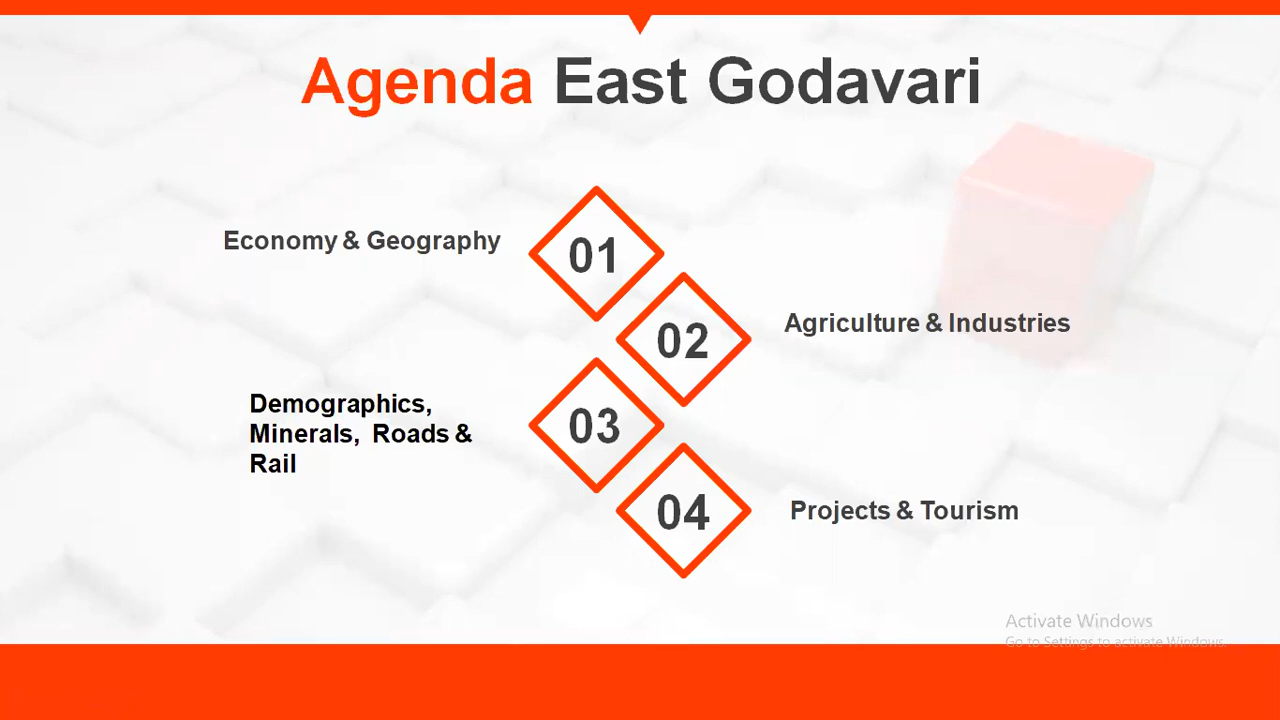 Agenda East Godavari
Economy & Geography
01
02
Agriculture & Industries
Demographics,
Minerals, Roads &
Rail
03
04
Projects & Tourism
Activate Windows
Go to Settings to activate Windows.